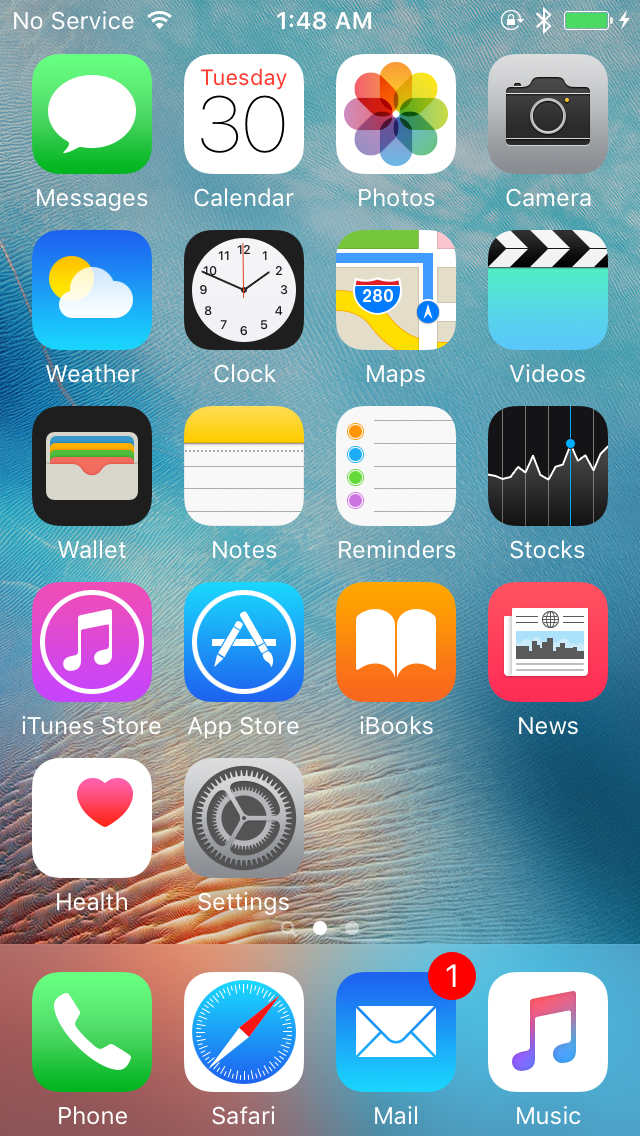 No Service 1:48 AM
Tuesday
30
Messages Calendar Photos Camera
12
11 1
10 2
9 3
8 4
7 5
6
280
Weather Clock Maps Videos
Wallet Notes Reminders Stocks
iTunes Store App Store iBooks News
Health Settings
1
Phone Safari Mail Music